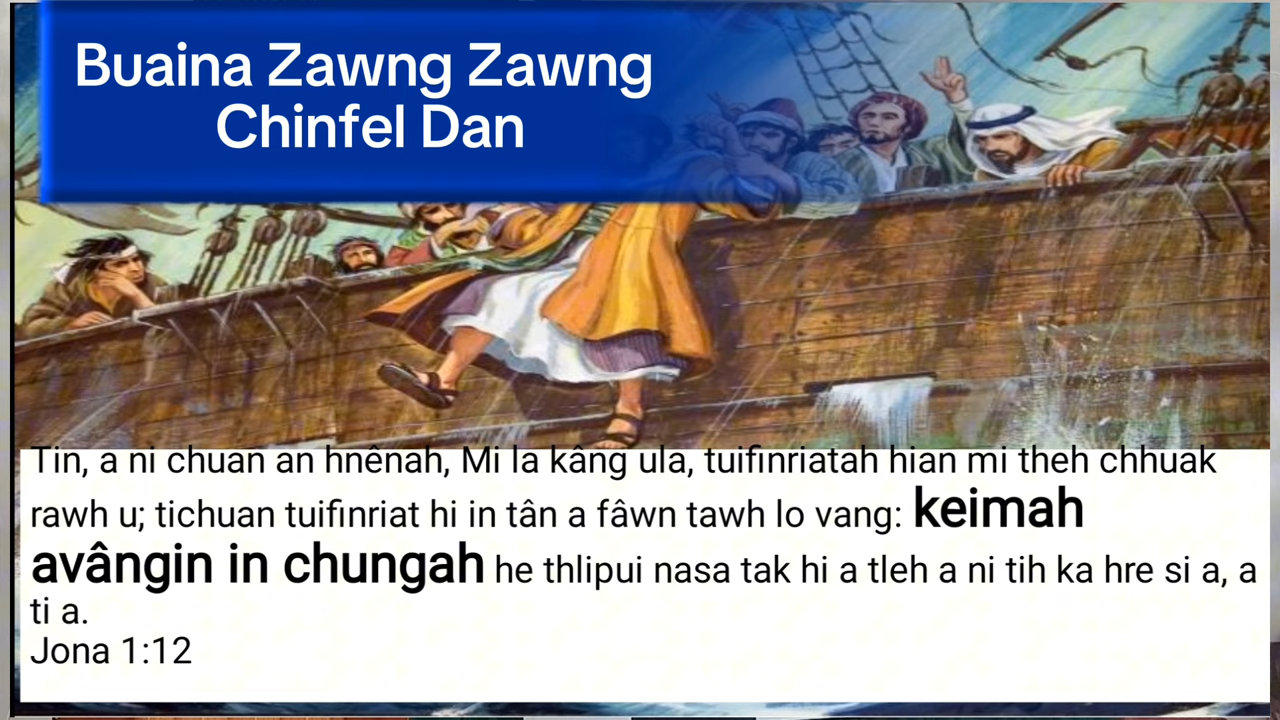 Buaina Zawng Zawng
Chinfel Dan
Tin, a ni chuan an hnênah, Mi la kâng ula, tuifinriatah hian mi theh chhuak
rawh u; tichuan tuifinriat hi in tân a fâwn tawh lo vang: keimah
avângin in chungah he thlipui nasa tak hi a tleh a ni tih ka hre si a, a
ti a.
Jona 1:12